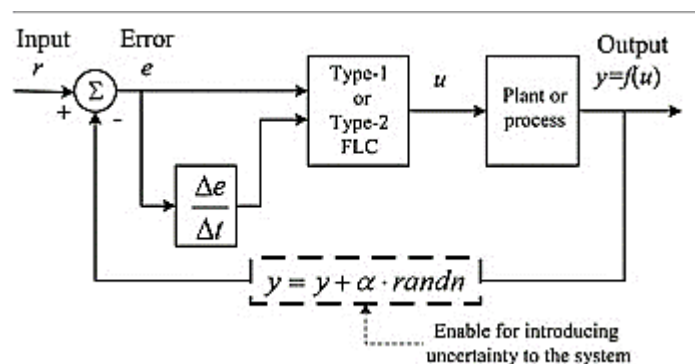 Input
r
Error
e
+
Σ
-
Δe
Δt
Type-1
or
Type-2
FLC
u
Plant or
process
Output
y=f(u)
y = y + α · randn
Enable for introducing
uncertainty to the system